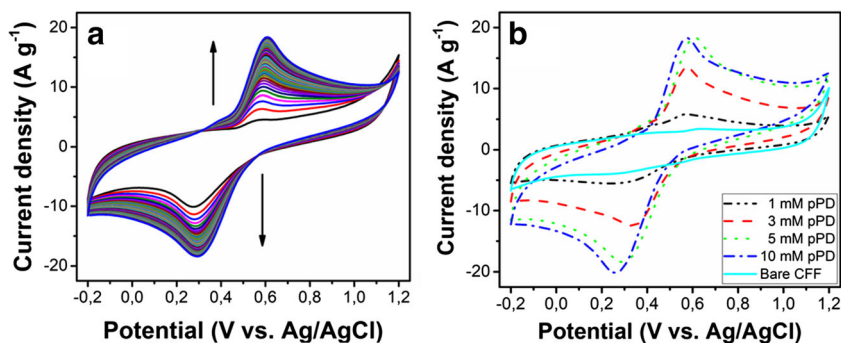 a
Current density (A g⁻¹)
20
10
0
-10
-20
-0,2 0,0 0,2 0,4 0,6 0,8 1,0 1,2
Potential (V vs. Ag/AgCl)
b
Current density (A g⁻¹)
20
10
0
-10
-20
1 mM pPD
3 mM pPD
5 mM pPD
10 mM pPD
Bare CFF
-0,2 0,0 0,2 0,4 0,6 0,8 1,0 1,2
Potential (V vs. Ag/AgCl)